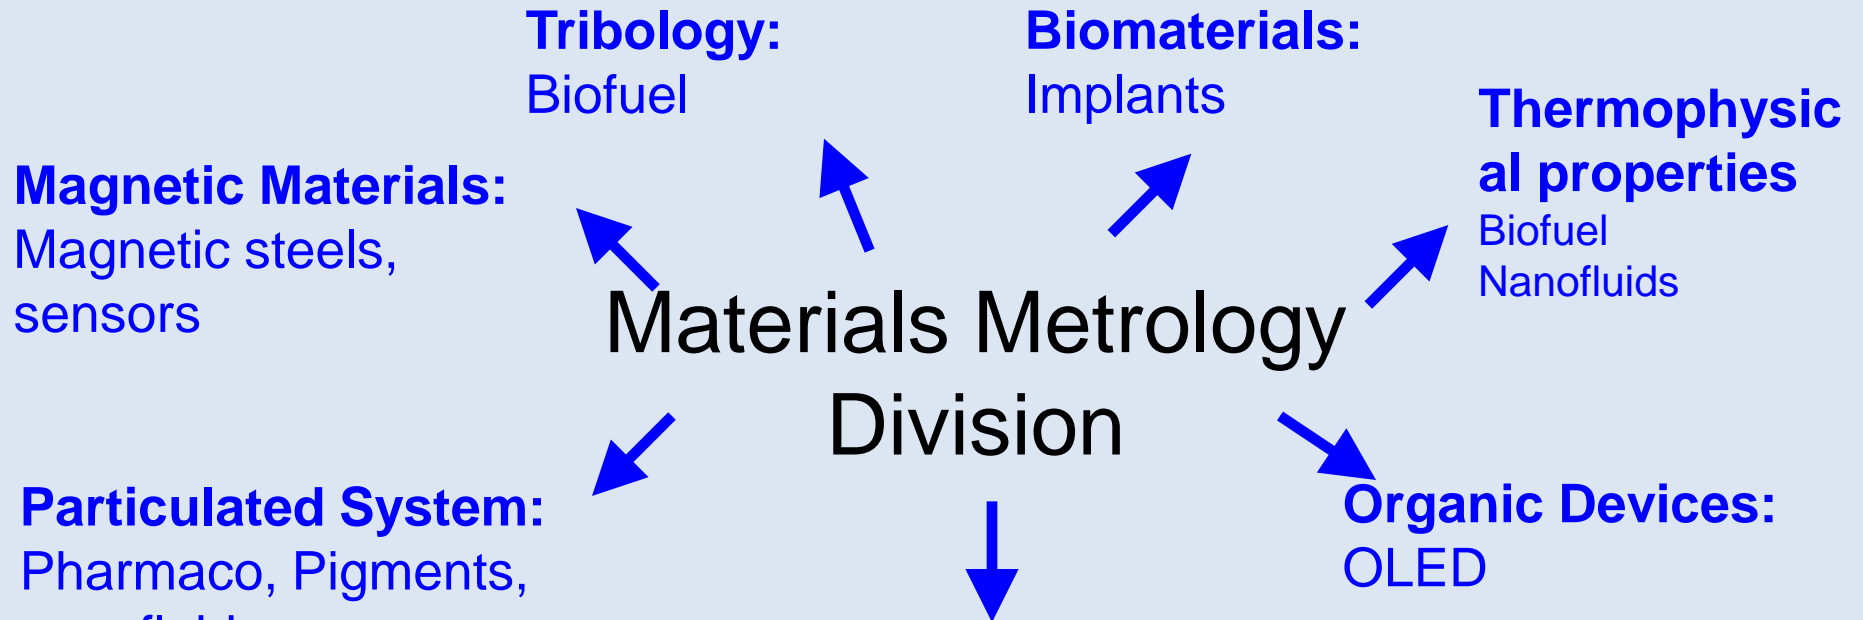 Tribology:
Biofuel
Biomaterials:
Implants
Thermophysic
al properties
Biofuel
Nanofluids
Magnetic Materials:
Magnetic steels,
sensors
Materials Metrology
Division
Particulated System:
Pharmaco, Pigments,
Organic Devices:
OLED